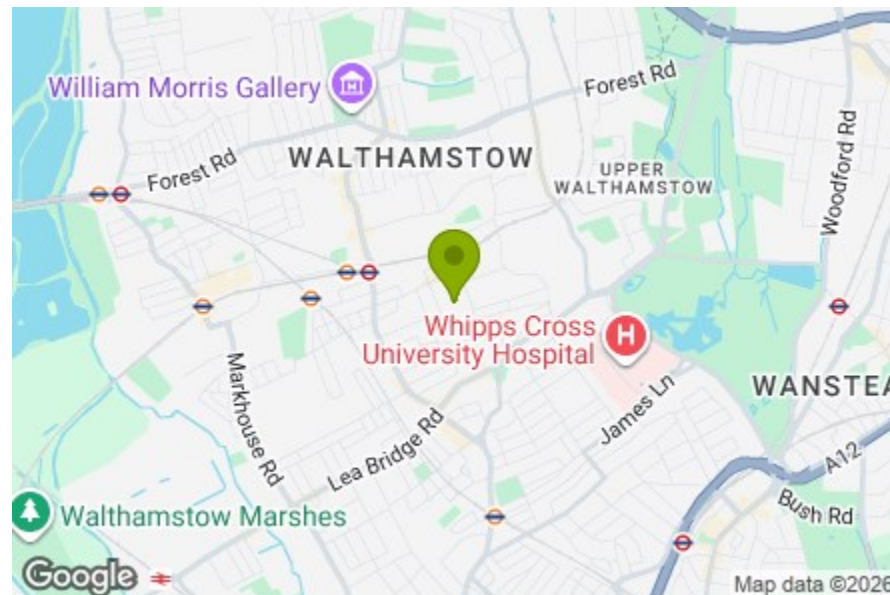 William Morris Gallery
Forest Rd
WALTHAMSTOW
Forest Rd
UPPER
WALTHAMSTOW
Woodford Rd
Whipps Cross
University Hospital
H
WANSTEA
Markhouse Rd
James Ln
Lea Bridge Rd
A12
Bush Rd
Walthamstow Marshes
Google
Map data ©2026